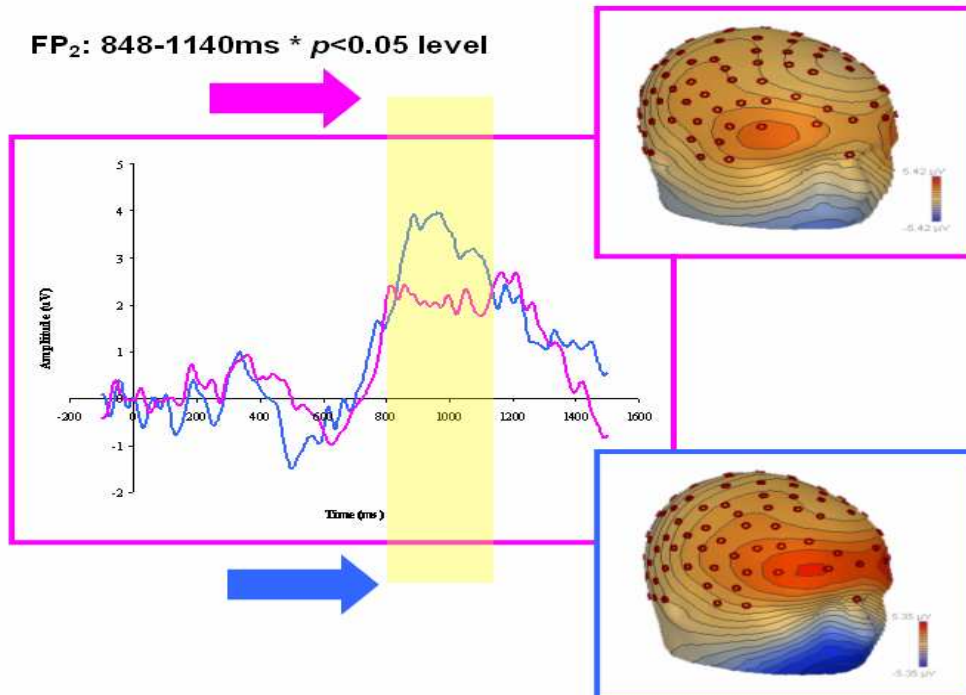 FP₂: 848-1140ms * p<0.05 level
5.42 µV
-5.42 µV
5
4
3
2
1
0
-1
-2
-200
0
200
400
600
800
1000
1200
1400
1600
Amplitude (uV)
Time (ms)
5.35 µV
-5.35 µV